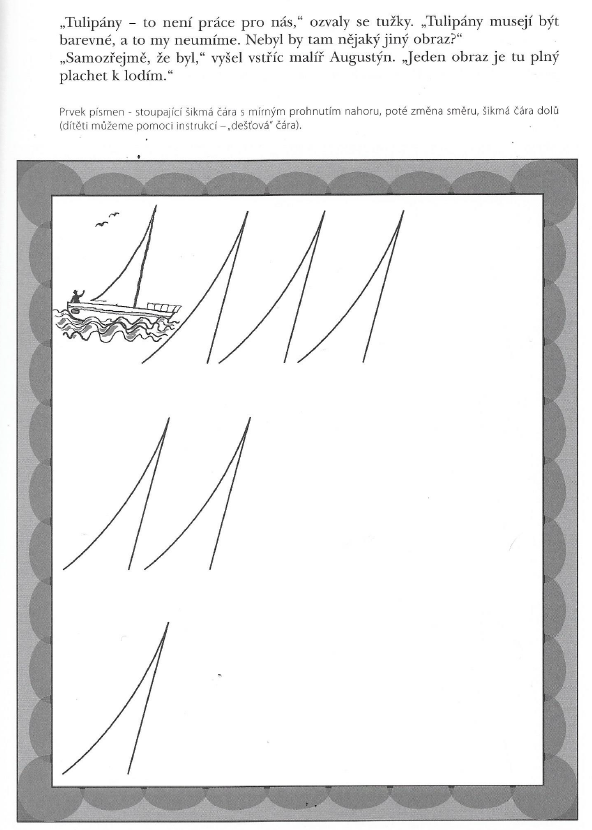 „Tulipány – to není práce pro nás,“ ozvaly se tužky. „Tulipány musejí být
barevné, a to my neumíme. Nebyl by tam nějaký jiný obraz?“
„Samozřejmě, že byl,“ vyšel vstříc malíř Augustýn. „Jeden obraz je tu plný
plachet k lodím.“
Prvek písmen - stoupající šikmá čára s mírným prohnutím nahoru, poté změna směru, šikmá čára dolů
(dítěti můžeme pomoci instrukcí – „dešťová“ čára).